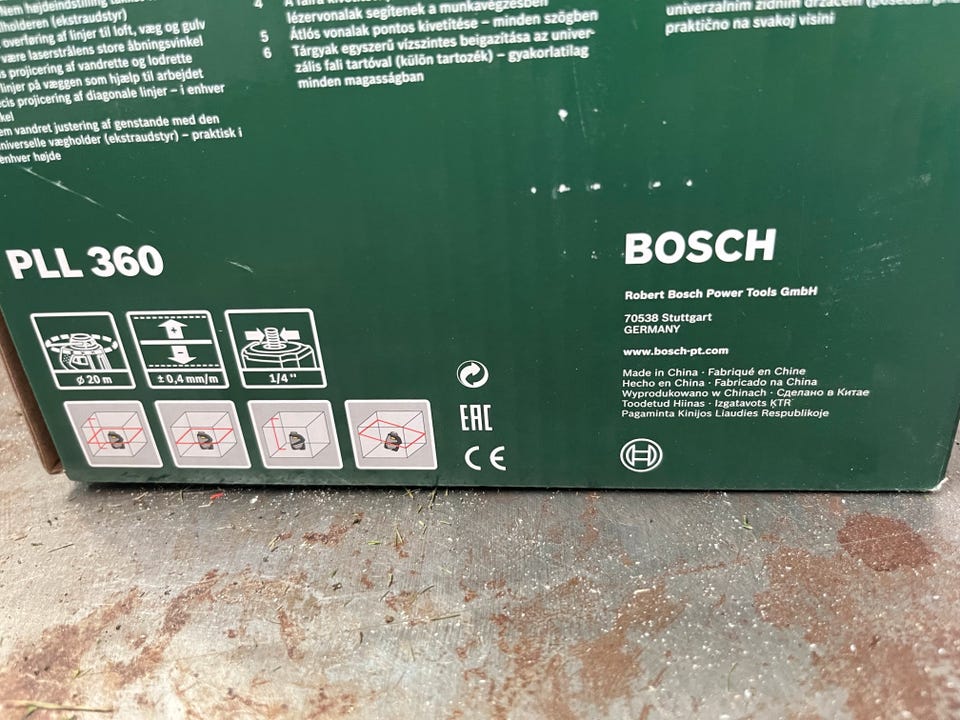 holderen (ekstraudstyr)
overføring af linjer til loft, væg og gulv
være laserstrålens store åbningsvinkel
projicering af vandrette og lodrette
linjer på væggen som hjælp til arbejdet
projicering af diagonale linjer – i enhver
vandret justering af genstande med den
universelle vægholder (ekstraudstyr) – praktisk i
enhver højde
4
lézervonalak segítenek a munkavégzésben
5 Átlós vonalak pontos kivetítése – minden szögben
6 Tárgyak egyszerű vízszintes beigazítása az univer-
zális fali tartóval (külön tartozék) – gyakorlatilag
minden magasságban
univerzalnim zidnim držačem
praktično na svakoj visini
PLL 360
ø 20 m
± 0,4 mm/m
1/4"
EAC
CE
BOSCH
Robert Bosch Power Tools GmbH
70538 Stuttgart
GERMANY
www.bosch-pt.com
Made in China · Fabriqué en Chine
Hecho en China · Fabricado na China
Wyprodukowano w Chinach · Сделано в Китае
Toodetud Hiinas · Izgatavots ĶTR
Pagaminta Kinijos Liaudies Respublikoje